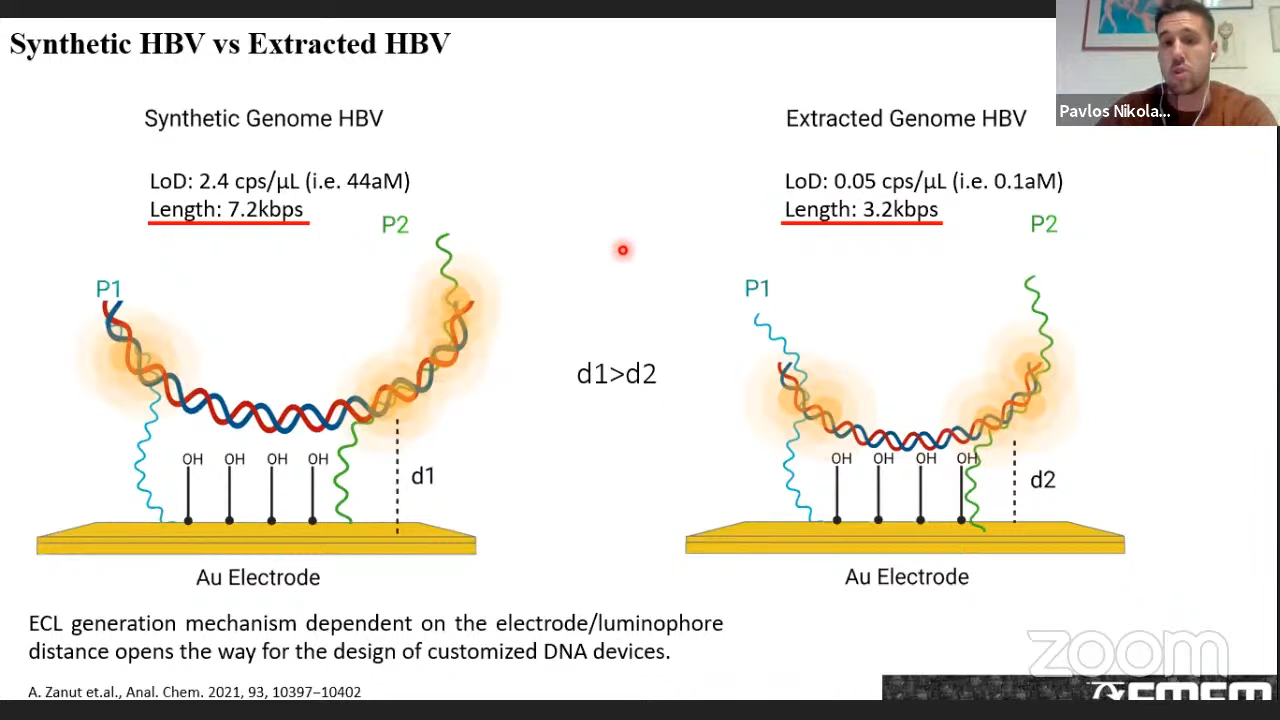 Synthetic HBV vs Extracted HBV
Pavlos Nikola...
Synthetic Genome HBV
LoD: 2.4 cps/µL (i.e. 44aM)
Length: 7.2kbps
P2
P1
OH OH OH OH
d1
Au Electrode
d1>d2
Extracted Genome HBV
LoD: 0.05 cps/µL (i.e. 0.1aM)
Length: 3.2kbps
P2
P1
OH OH OH OH
d2
Au Electrode
ECL generation mechanism dependent on the electrode/luminophore
distance opens the way for the design of customized DNA devices.
A. Zanut et.al., Anal. Chem. 2021, 93, 10397–10402
zoom